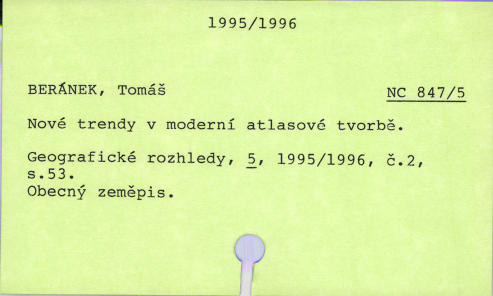 1995/1996
BERÁNEK, Tomáš NC 847/5
Nové trendy v moderní atlasové tvorbě.
Geografické rozhledy, 5, 1995/1996, č.2,
s.53.
Obecný zeměpis.